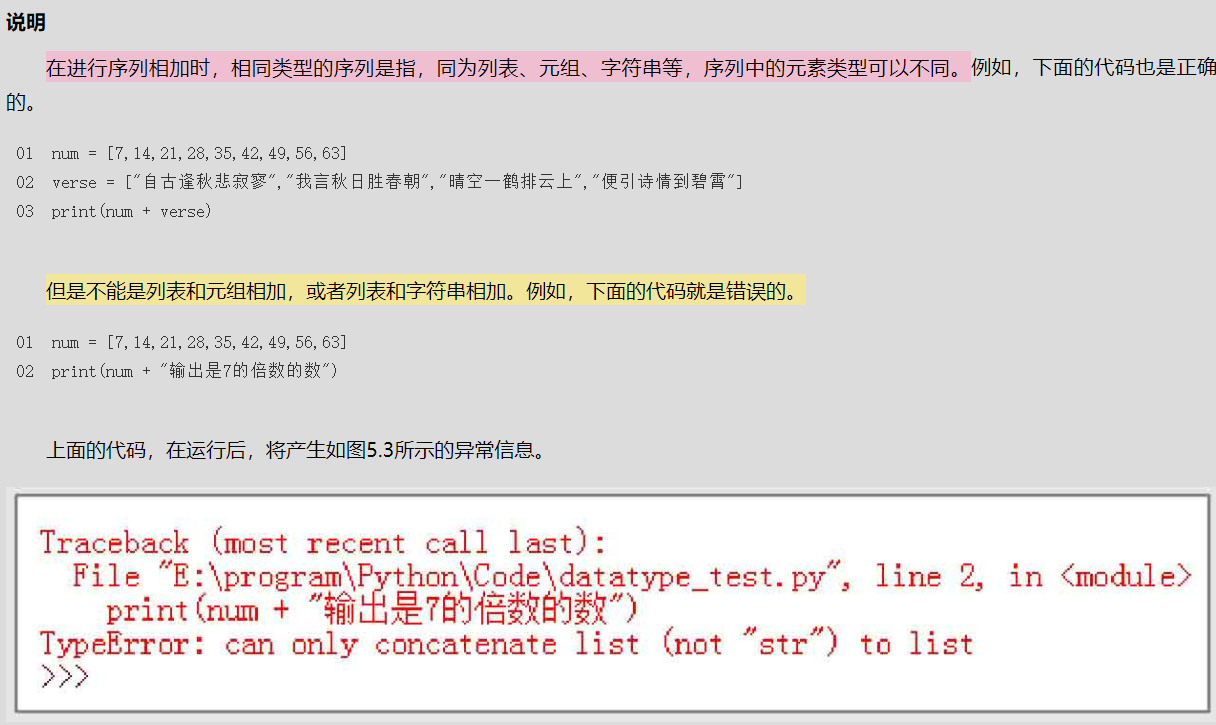 说明
在进行序列相加时，相同类型的序列是指，同为列表、元组、字符串等，序列中的元素类型可以不同。例如，下面的代码也是正确
的。
01 num = [7,14,21,28,35,42,49,56,63]
02 verse = ["自古逢秋悲寂寥","我言秋日胜春朝","晴空一鹤排云上","便引诗情到碧霄"]
03 print(num + verse)
但是不能是列表和元组相加，或者列表和字符串相加。例如，下面的代码就是错误的。
01 num = [7,14,21,28,35,42,49,56,63]
02 print(num + "输出是7的倍数的数")
上面的代码，在运行后，将产生如图5.3所示的异常信息。
Traceback (most recent call last):
File "E:\program\Python\Code\datatype_test.py", line 2, in <module>
print(num + "输出是7的倍数的数")
TypeError: can only concatenate list (not "str") to list
>>>